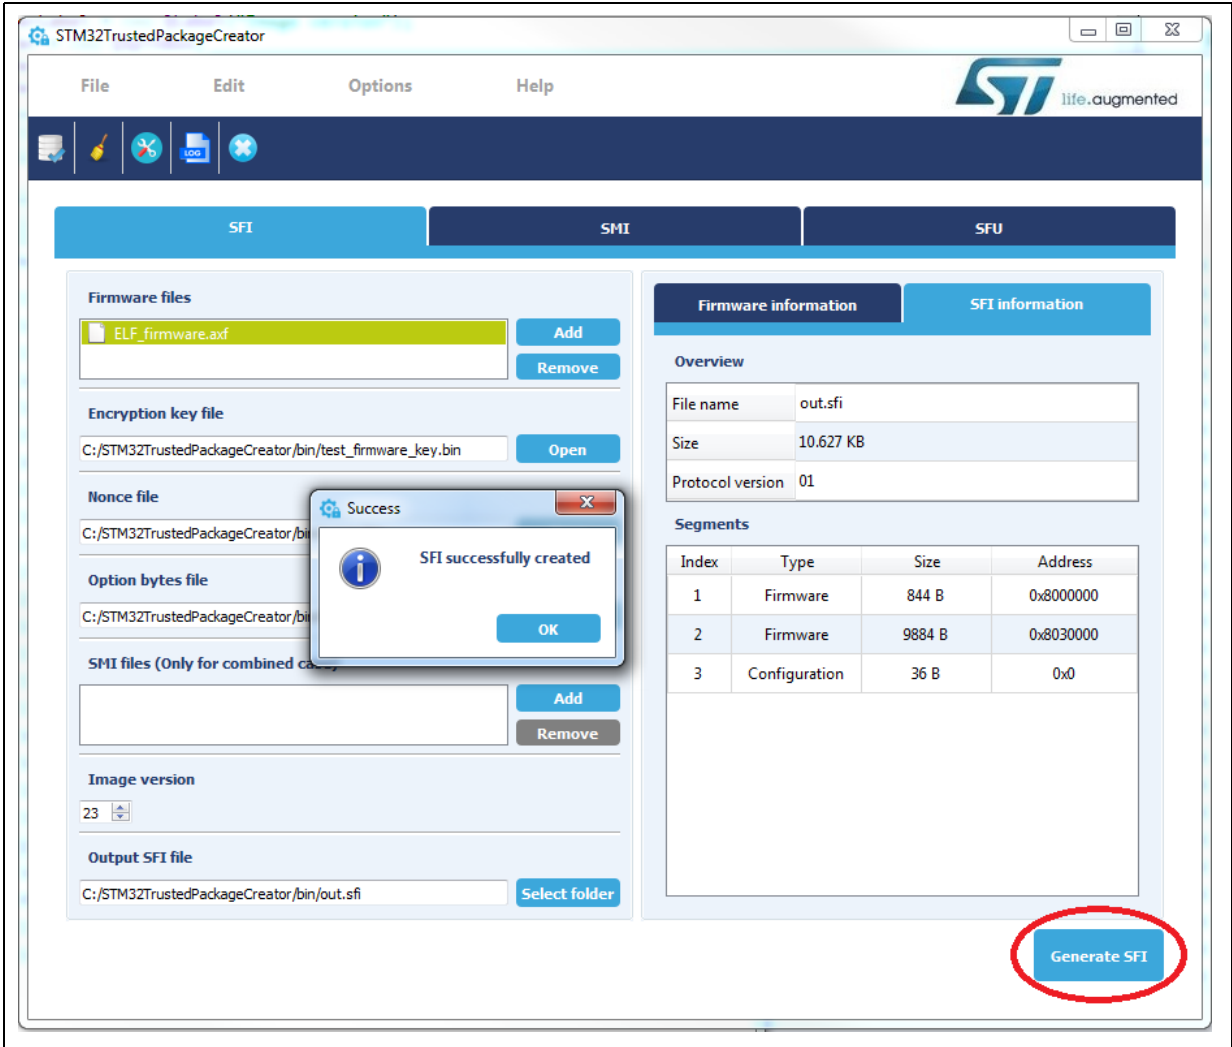 STM32TrustedPackageCreator
File Edit Options Help
ST life.augmented
LOG
SFI SMI SFU
Firmware files
ELF_firmware.axf
Add
Remove
Encryption key file
C:/STM32TrustedPackageCreator/bin/test_firmware_key.bin
Open
Nonce file
C:/STM32TrustedPackageCreator/bi
Option bytes file
C:/STM32TrustedPackageCreator/bi
SMI files (Only for combined
Add
Remove
Image version
23
Output SFI file
C:/STM32TrustedPackageCreator/bin/out.sfi
Select folder
Success
SFI successfully created
OK
Firmware information SFI information
Overview
File name out.sfi
Size 10.627 KB
Protocol version 01
Segments
Index Type Size Address
1 Firmware 844 B 0x8000000
2 Firmware 9884 B 0x8030000
3 Configuration 36 B 0x0
Generate SFI